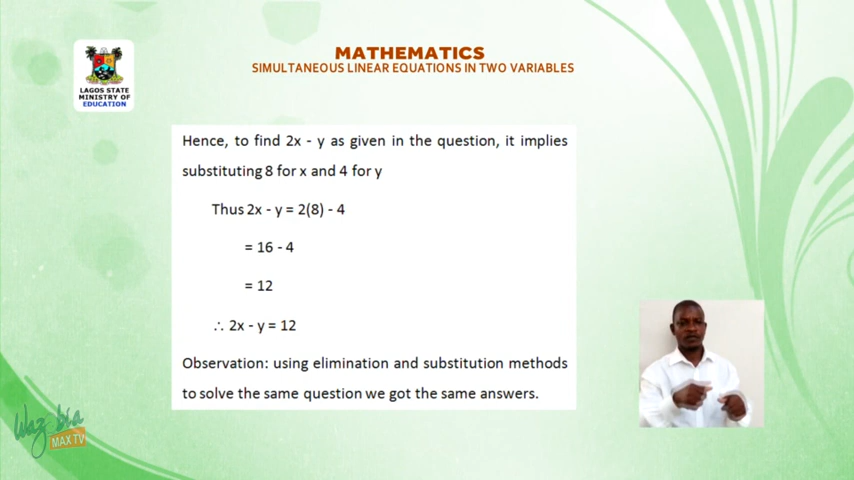 MATHEMATICS
SIMULTANEOUS LINEAR EQUATIONS IN TWO VARIABLES
LAGOS STATE
MINISTRY OF
EDUCATION
Hence, to find 2x - y as given in the question, it implies
substituting 8 for x and 4 for y
Thus 2x - y = 2(8) - 4
= 16 - 4
= 12
∴ 2x - y = 12
Observation: using elimination and substitution methods
to solve the same question we got the same answers.
Wazobia
MAX TV